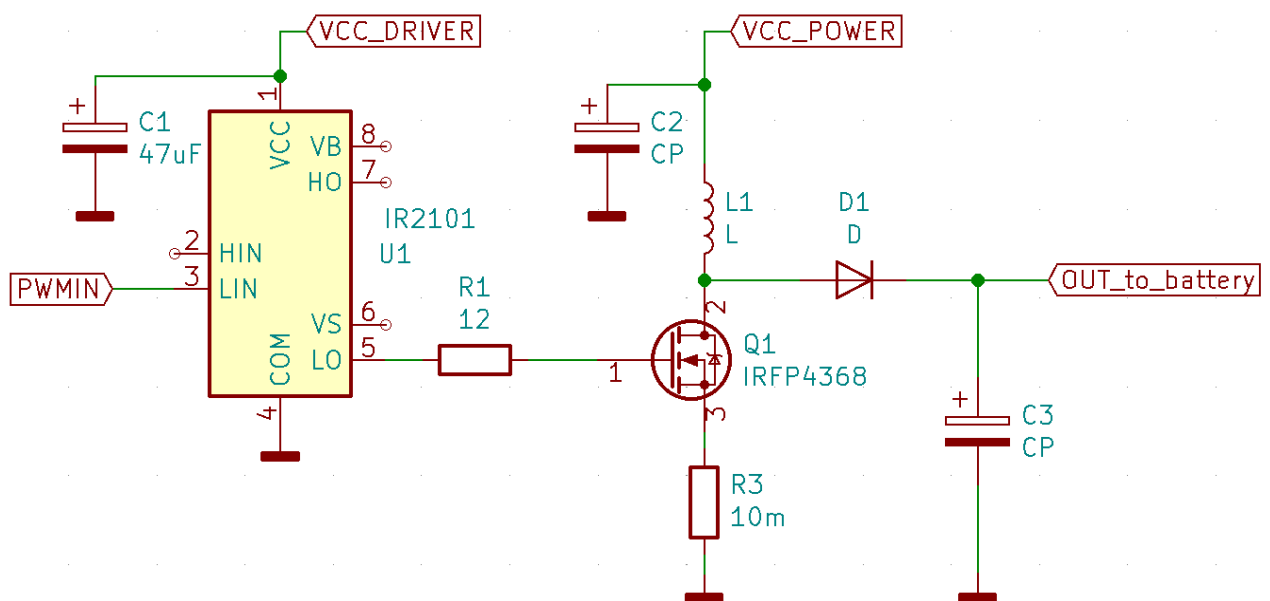 VCC_DRIVER
VCC_POWER
+
C1
47uF
1
VCC
VB
8
HO
7
IR2101
U1
2
HIN
PWMIN
3
LIN
VS
6
COM
LO
5
4
R1
12
+
C2
CP
L1
L
D1
D
OUT_to_battery
2
1
Q1
IRFP4368
3
R3
10m
+
C3
CP